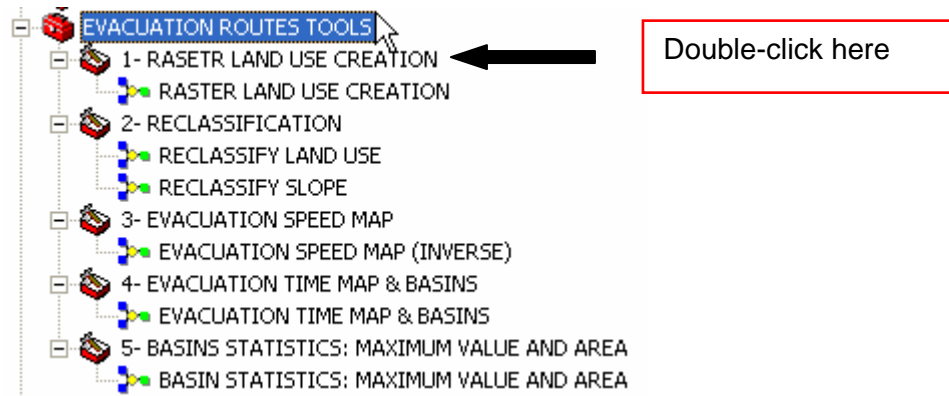 EVACUATION ROUTES TOOLS
1- RASETR LAND USE CREATION
Double-click here
RASTER LAND USE CREATION
2- RECLASSIFICATION
RECLASSIFY LAND USE
RECLASSIFY SLOPE
3- EVACUATION SPEED MAP
EVACUATION SPEED MAP (INVERSE)
4- EVACUATION TIME MAP & BASINS
EVACUATION TIME MAP & BASINS
5- BASINS STATISTICS: MAXIMUM VALUE AND AREA
BASIN STATISTICS: MAXIMUM VALUE AND AREA